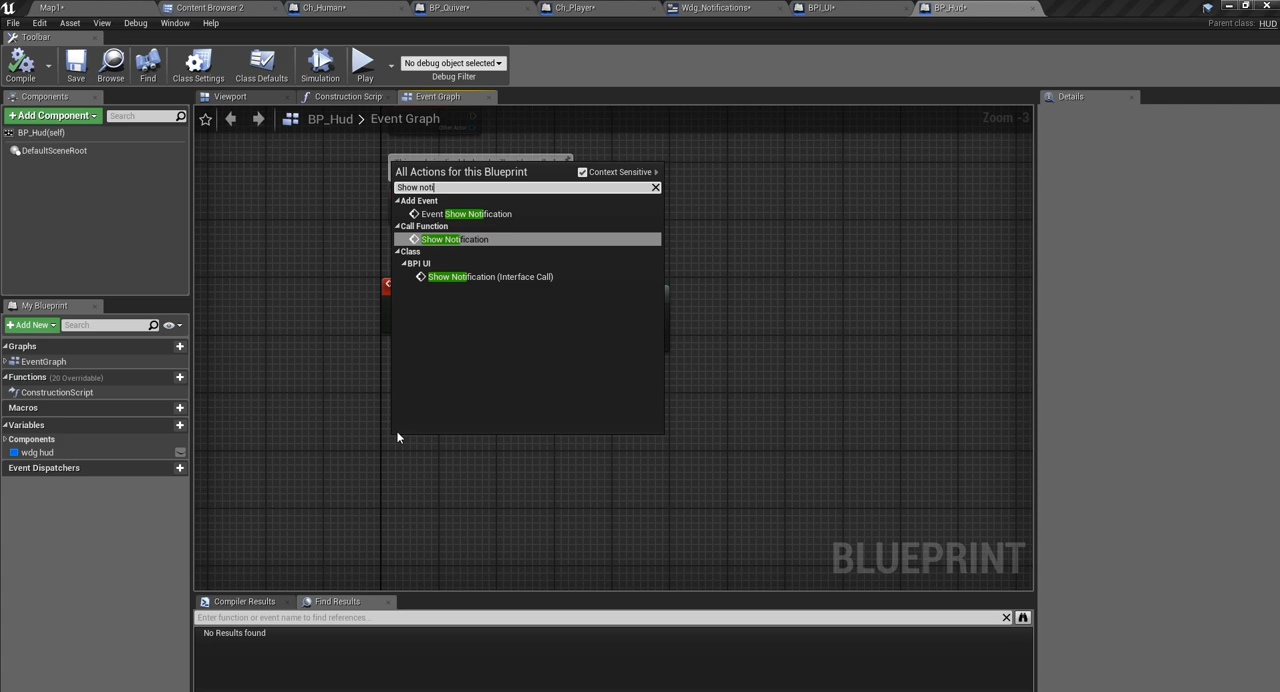 Map1*
Content Browser 2
Ch_Human*
BP_Quiver*
Ch_Player*
Wdg_Notifications*
BPI_UI*
BP_Hud*
File Edit Asset View Debug Window Help
Parent class: HUD
Toolbar
Compile
Save
Browse
Find
Class Settings
Class Defaults
Simulation
Play
No debug object selected
Debug Filter
Components
Viewport
Construction Scrip
Event Graph
Details
Add Component
Search
BP_Hud > Event Graph
Zoom -3
BP_Hud(self)
DefaultSceneRoot
All Actions for this Blueprint
Context Sensitive
Show noti
Add Event
Event Show Notification
Call Function
Show Notification
Class
BPI UI
Show Notification (Interface Call)
My Blueprint
Add New
Search
Graphs
EventGraph
Functions (20 Overridable)
ConstructionScript
Macros
Variables
Components
wdg hud
Event Dispatchers
BLUEPRINT
Compiler Results
Find Results
Enter function or event name to find references...
No Results found